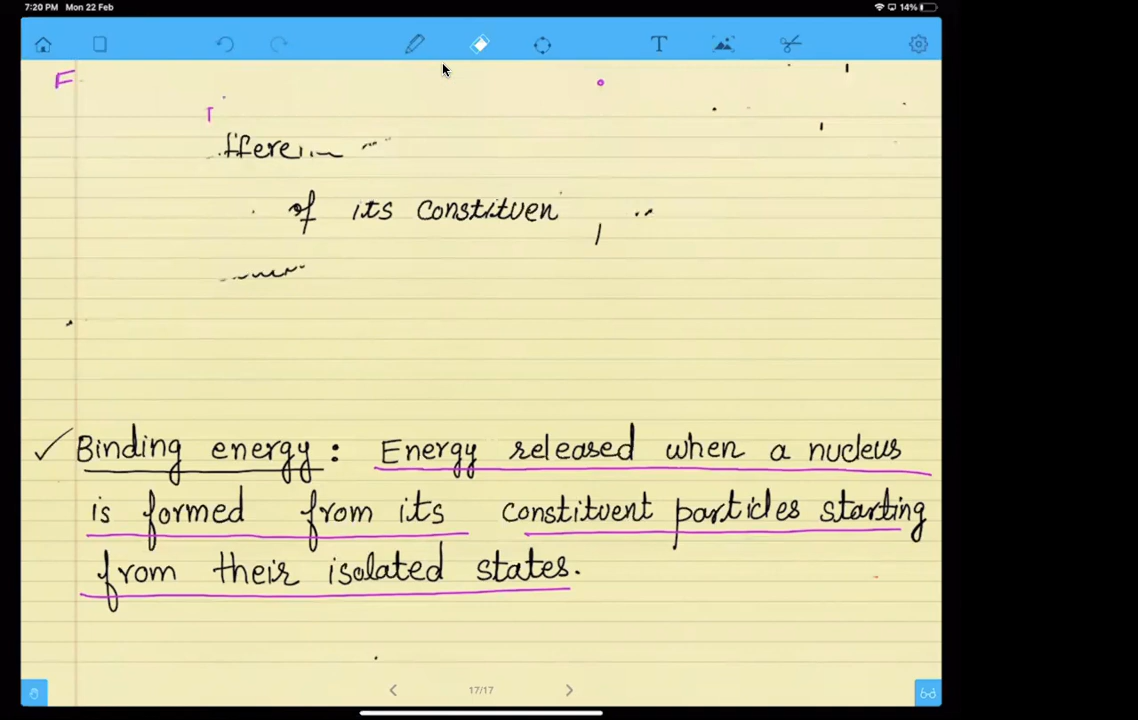 7:20 PM Mon 22 Feb
14%
T
F
of its constituen
Binding energy : Energy released when a nucleus
is formed from its constituent particles starting
from their isolated states.
17/17